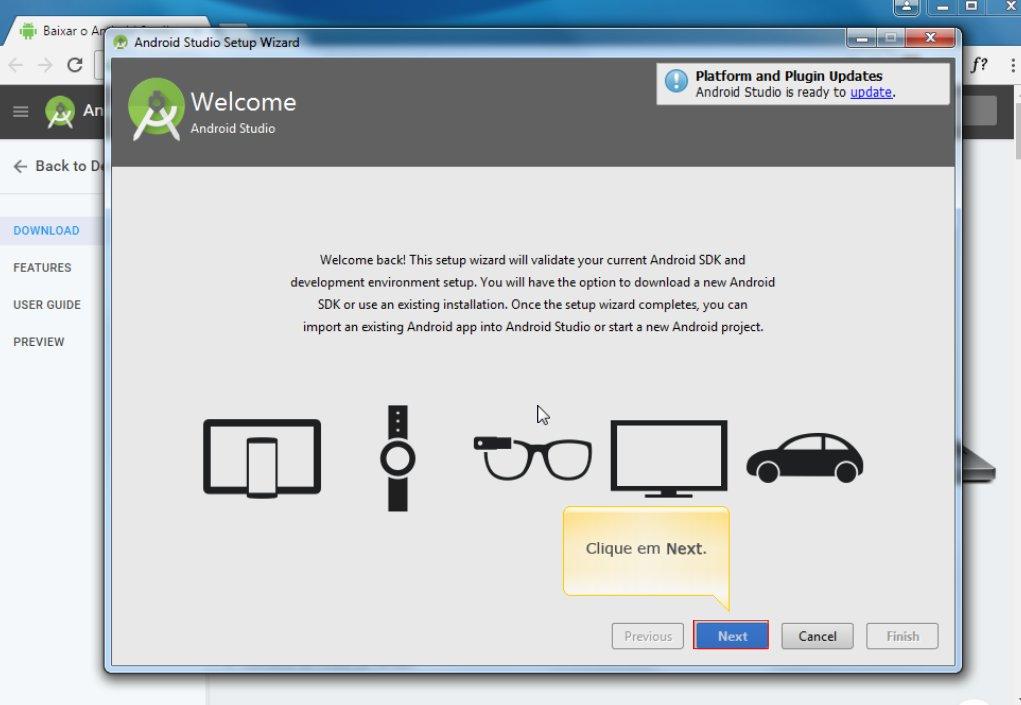 Baixar o An
Android Studio Setup Wizard
f?
An
Welcome
Android Studio
Platform and Plugin Updates
Android Studio is ready to update.
Back to De
DOWNLOAD
FEATURES
USER GUIDE
PREVIEW
Welcome back! This setup wizard will validate your current Android SDK and
development environment setup. You will have the option to download a new Android
SDK or use an existing installation. Once the setup wizard completes, you can
import an existing Android app into Android Studio or start a new Android project.
Clique em Next.
Previous
Next
Cancel
Finish